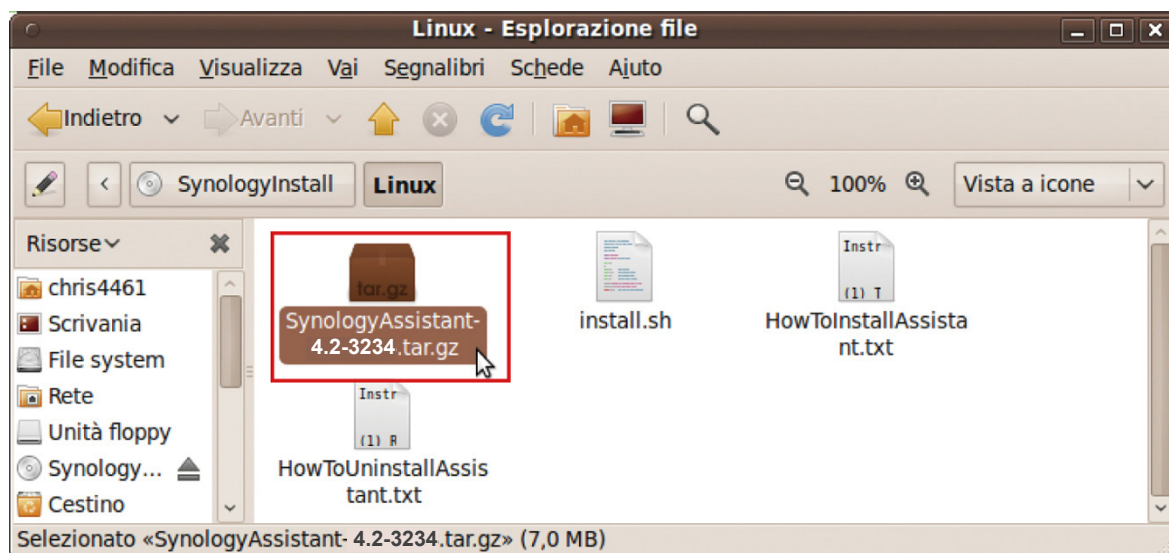 Linux - Esplorazione file
File Modifica Visualizza Vai Segnalibri Schede Aiuto
Indietro Avanti
SynologyInstall Linux 100% Vista a icone
Risorse
chris4461
Scrivania
File system
Rete
Unità floppy
Synology...
Cestino
tar.gz
SynologyAssistant-
4.2-3234.tar.gz
install.sh
Instr
(1) T
HowToInstallAssista
nt.txt
Instr
(1) R
HowToUninstallAssis
tant.txt
Selezionato «SynologyAssistant- 4.2-3234.tar.gz» (7,0 MB)